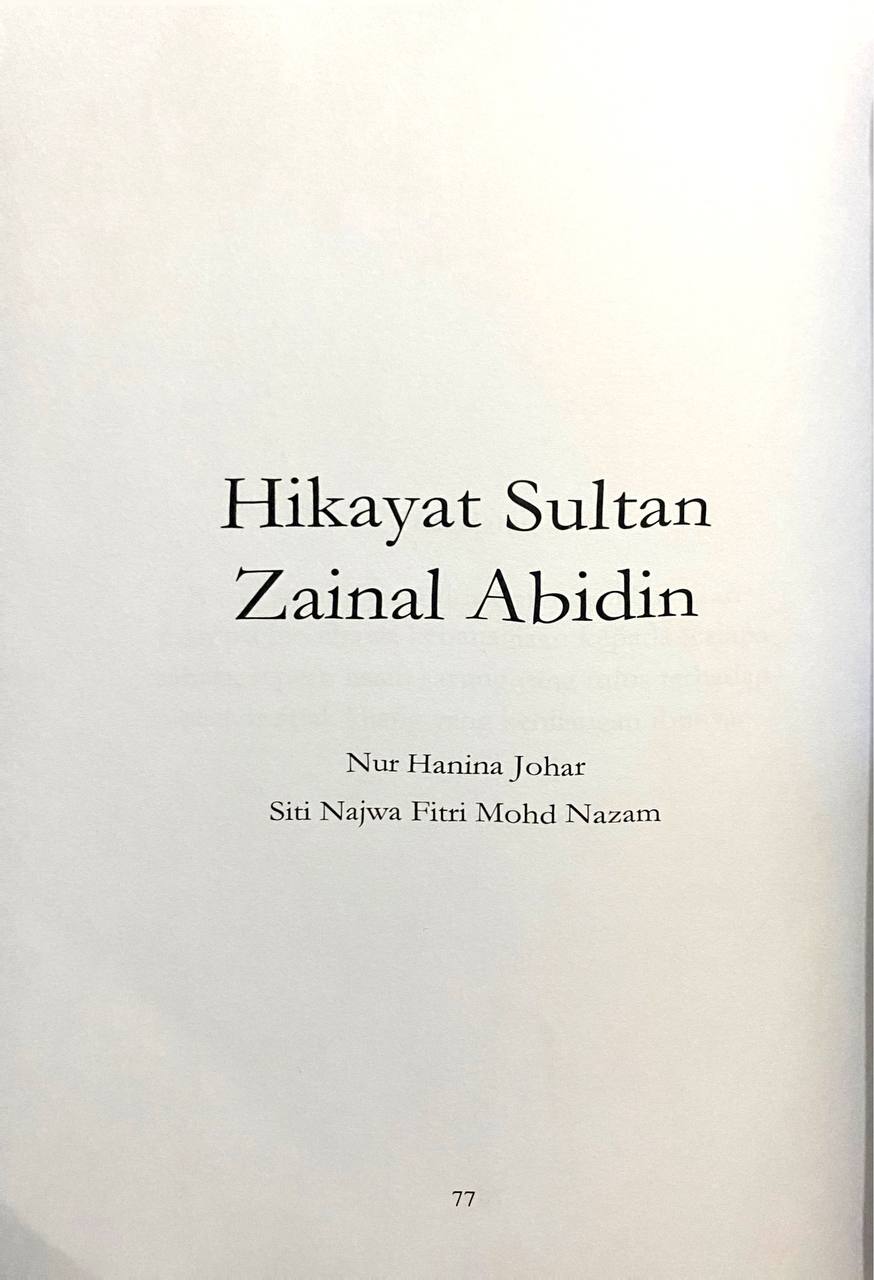 Hikayat Sultan
Zainal Abidin
Nur Hanina Johar
Siti Najwa Fitri Mohd Nazam
77